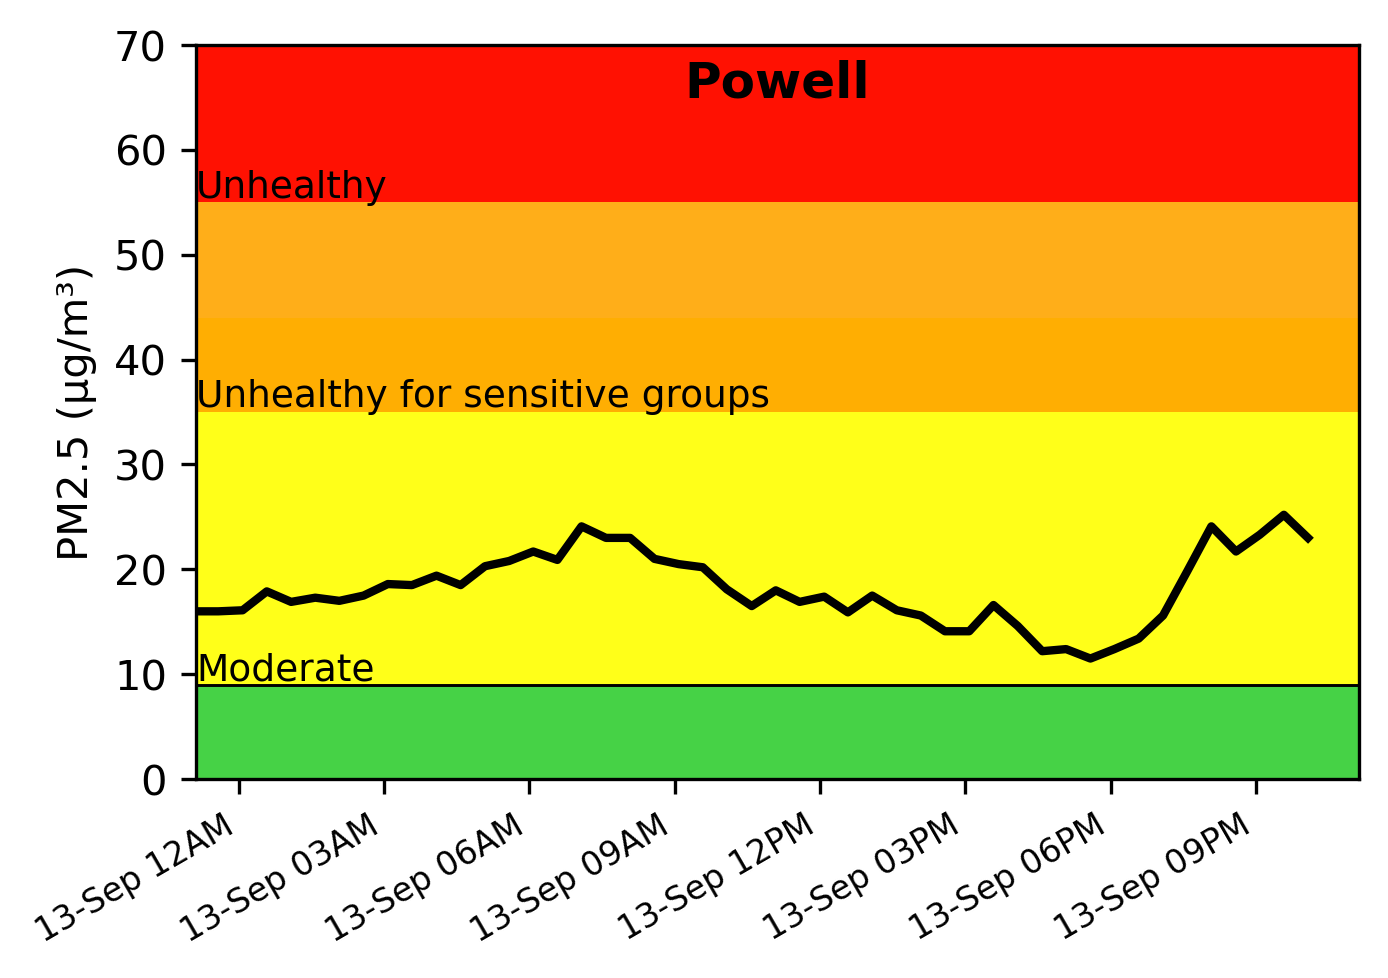 Powell
PM2.5 (µg/m³)
70
60
50
40
30
20
10
0
Unhealthy
Unhealthy for sensitive groups
Moderate
13-Sep 12AM
13-Sep 03AM
13-Sep 06AM
13-Sep 09AM
13-Sep 12PM
13-Sep 03PM
13-Sep 06PM
13-Sep 09PM